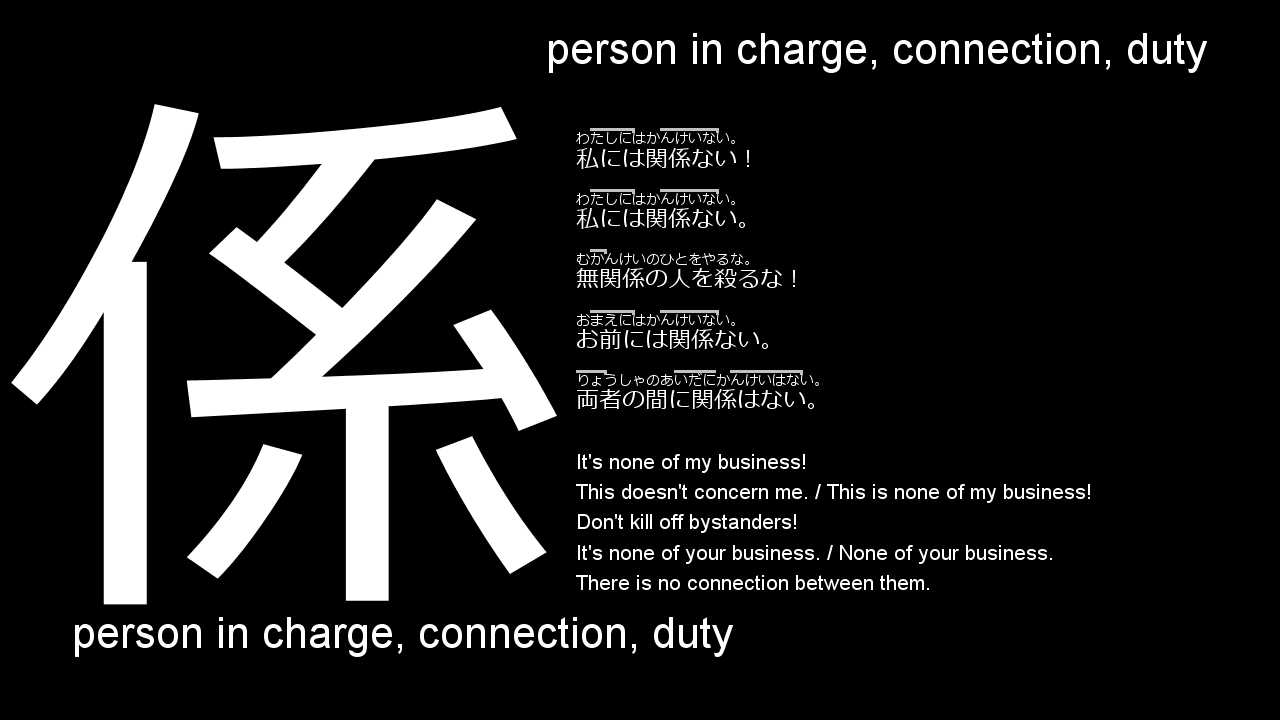 person in charge, connection, duty
係
わたしにはかんけいない。
私には関係ない！
わたしにはかんけいない。
私には関係ない。
むかんけいのひとをやるな。
無関係の人を殺るな！
おまえにはかんけいない。
お前には関係ない。
りょうしゃのあいだにかんけいはない。
両者の間に関係はない。
It's none of my business!
This doesn't concern me. / This is none of my business!
Don't kill off bystanders!
It's none of your business. / None of your business.
There is no connection between them.
person in charge, connection, duty